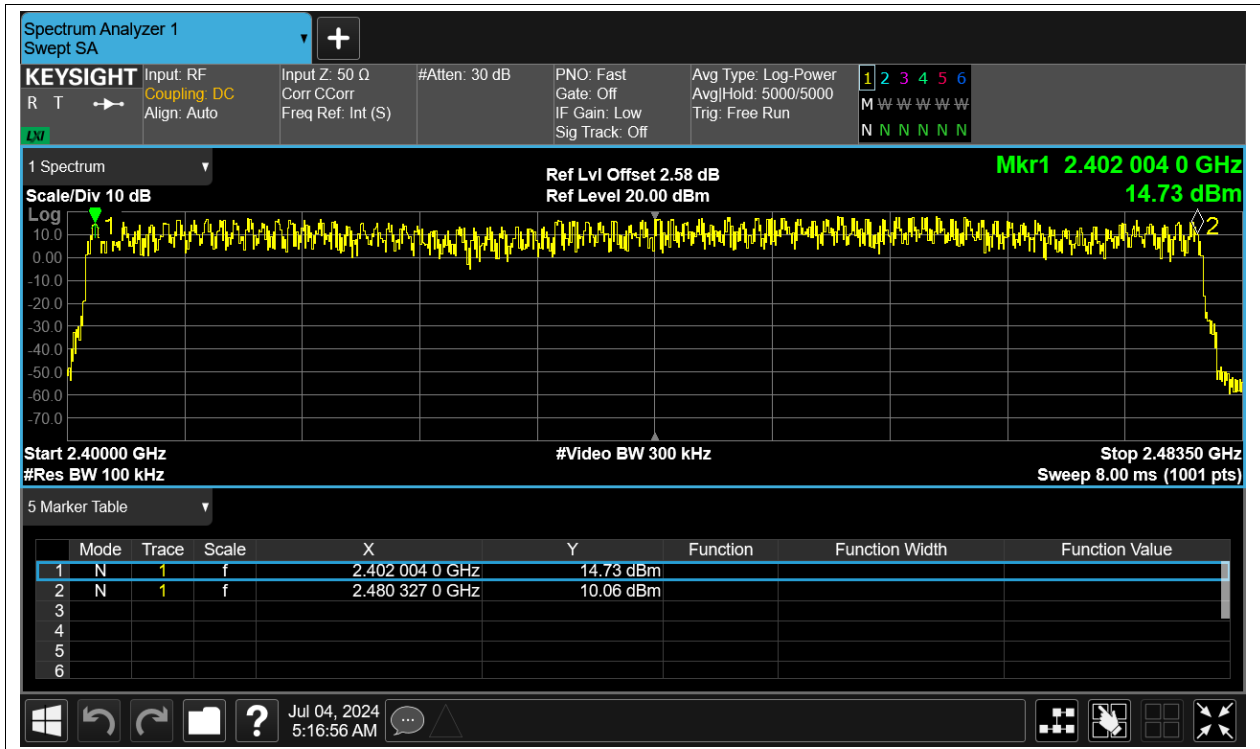 Spectrum Analyzer 1
Swept SA
+
KEYSIGHT
R T
LXI
Input: RF
Coupling: DC
Align: Auto
Input Z: 50 Ω
Corr CCorr
Freq Ref: Int (S)
#Atten: 30 dB
PNO: Fast
Gate: Off
IF Gain: Low
Sig Track: Off
Avg Type: Log-Power
Avg|Hold: 5000/5000
Trig: Free Run
1 2 3 4 5 6
M W W W W W
N N N N N N
1 Spectrum
Scale/Div 10 dB
Log
Ref Lvl Offset 2.58 dB
Ref Level 20.00 dBm
Mkr1 2.402 004 0 GHz
14.73 dBm
1
2
10.0
0.00
-10.0
-20.0
-30.0
-40.0
-50.0
-60.0
-70.0
Start 2.40000 GHz
#Res BW 100 kHz
#Video BW 300 kHz
Stop 2.48350 GHz
Sweep 8.00 ms (1001 pts)
5 Marker Table
Mode Trace Scale X Y Function Function Width Function Value
1 N 1 f 2.402 004 0 GHz 14.73 dBm
2 N 1 f 2.480 327 0 GHz 10.06 dBm
3
4
5
6
?
Jul 04, 2024
5:16:56 AM